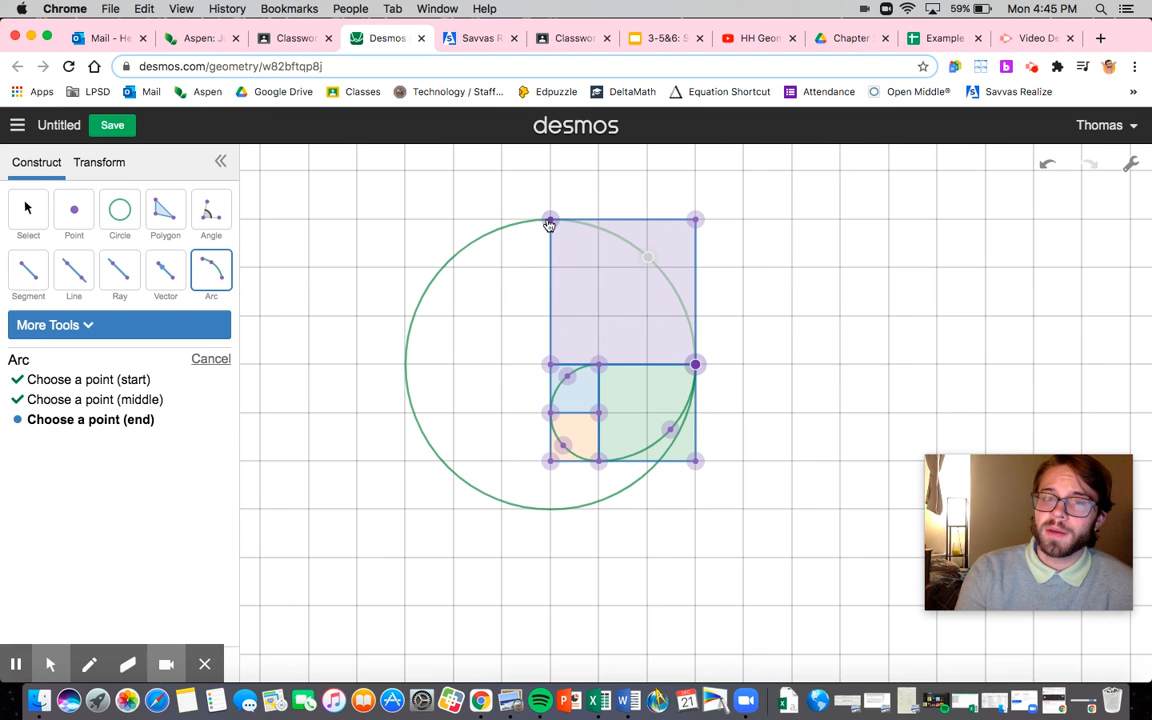 Chrome File Edit View History Bookmarks People Tab Window Help 59% Mon 4:45 PM
Mail - He Aspen: Jo Classwor Desmos Savvas R Classwor 3-5&6: S HH Geon Chapter Example Video De
desmos.com/geometry/w82bftqp8j
Apps LPSD Mail Aspen Google Drive Classes Technology / Staff... Edpuzzle DeltaMath Equation Shortcut Attendance Open Middle® Savvas Realize »
Untitled Save desmos Thomas
Construct Transform
Select Point Circle Polygon Angle
Segment Line Ray Vector Arc
More Tools
Arc Cancel
Choose a point (start)
Choose a point (middle)
Choose a point (end)
21